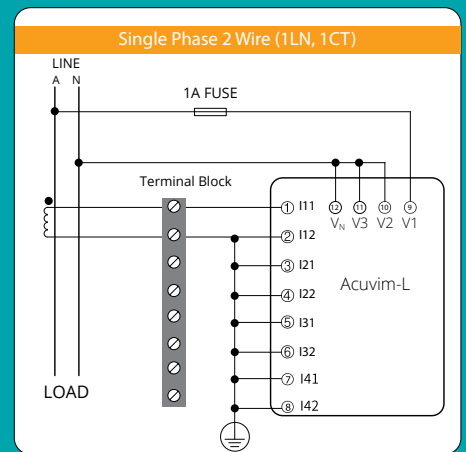 Single Phase 2 Wire (1LN, 1CT)
LINE
A N
1A FUSE
Terminal Block
1 I11
12 11 10 9
VN V3 V2 V1
2 I12
3 I21
Acuvim-L
4 I22
5 I31
6 I32
7 I41
LOAD
8 I42